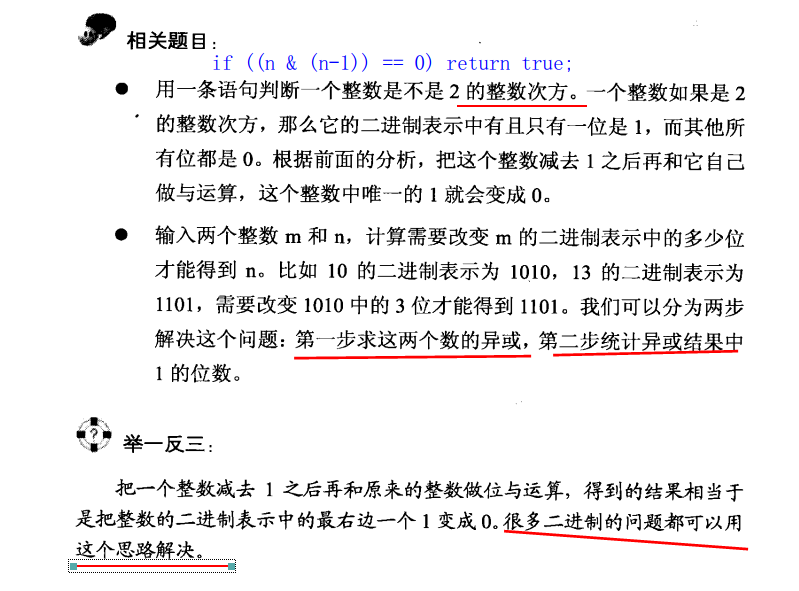 相关题目：
if ((n & (n-1)) == 0) return true;
● 用一条语句判断一个整数是不是 2 的整数次方。一个整数如果是 2
的整数次方，那么它的二进制表示中有且只有一位是 1，而其他所
有位都是 0。根据前面的分析，把这个整数减去 1 之后再和它自己
做与运算，这个整数中唯一的 1 就会变成 0。
● 输入两个整数 m 和 n，计算需要改变 m 的二进制表示中的多少位
才能得到 n。比如 10 的二进制表示为 1010，13 的二进制表示为
1101，需要改变 1010 中的 3 位才能得到 1101。我们可以分为两步
解决这个问题：第一步求这两个数的异或，第二步统计异或结果中
1 的位数。
?
举一反三：
把一个整数减去 1 之后再和原来的整数做位与运算，得到的结果相当于
是把整数的二进制表示中的最右边一个 1 变成 0。很多二进制的问题都可以用
这个思路解决。